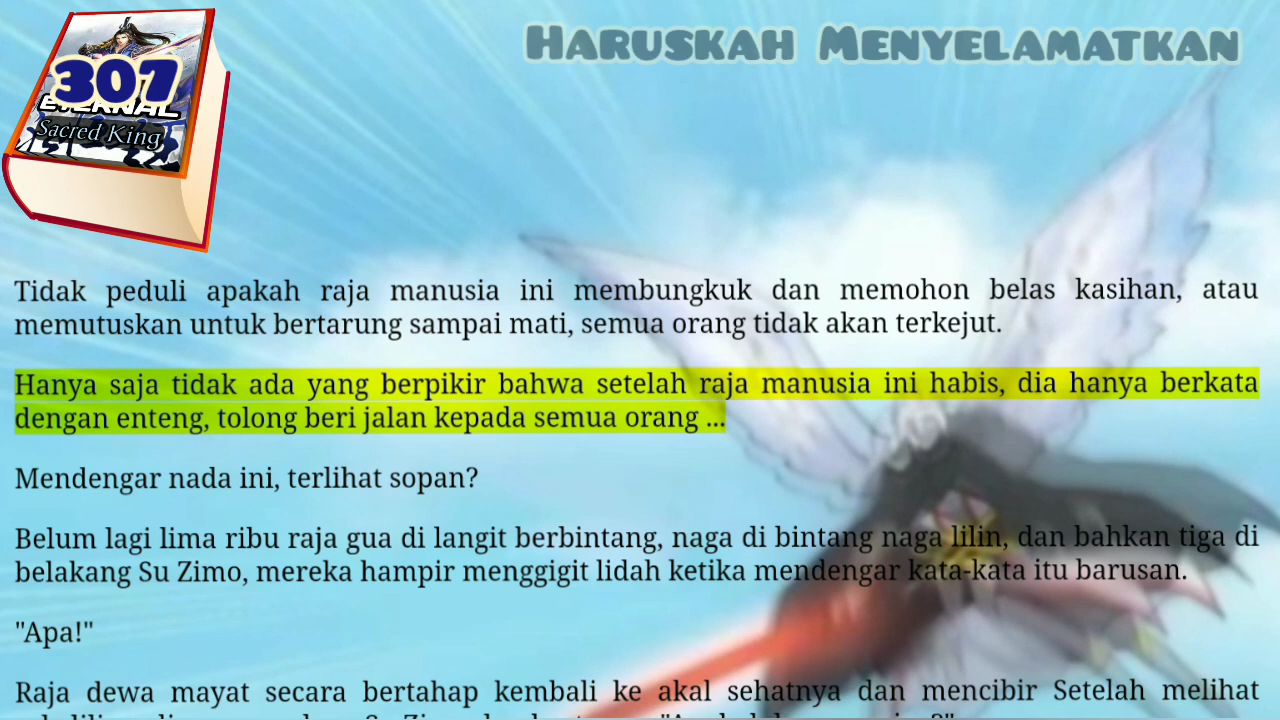 307
ETERNAL
Sacred King
Haruskah Menyelamatkan
Tidak peduli apakah raja manusia ini membungkuk dan memohon belas kasihan, atau
memutuskan untuk bertarung sampai mati, semua orang tidak akan terkejut.
Hanya saja tidak ada yang berpikir bahwa setelah raja manusia ini habis, dia hanya berkata
dengan enteng, tolong beri jalan kepada semua orang ...
Mendengar nada ini, terlihat sopan?
Belum lagi lima ribu raja gua di langit berbintang, naga di bintang naga lilin, dan bahkan tiga di
belakang Su Zimo, mereka hampir menggigit lidah ketika mendengar kata-kata itu barusan.
"Apa!"
Raja dewa mayat secara bertahap kembali ke akal sehatnya dan mencibir Setelah melihat